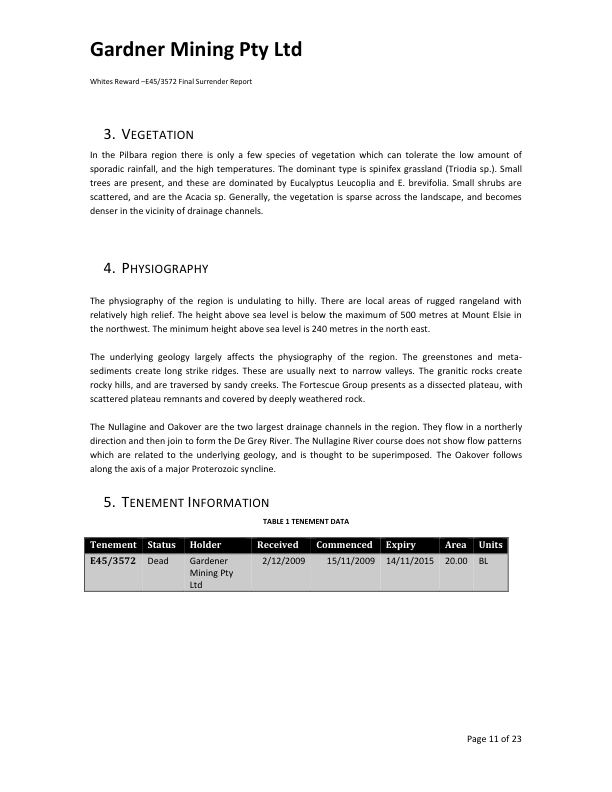 Gardner Mining Pty Ltd
Whites Reward –E45/3572 Final Surrender Report
3. VEGETATION
In the Pilbara region there is only a few species of vegetation which can tolerate the low amount of
sporadic rainfall, and the high temperatures. The dominant type is spinifex grassland (Triodia sp.). Small
trees are present, and these are dominated by Eucalyptus Leucoplia and E. brevifolia. Small shrubs are
scattered, and are the Acacia sp. Generally, the vegetation is sparse across the landscape, and becomes
denser in the vicinity of drainage channels.
4. PHYSIOGRAPHY
The physiography of the region is undulating to hilly. There are local areas of rugged rangeland with
relatively high relief. The height above sea level is below the maximum of 500 metres at Mount Elsie in
the northwest. The minimum height above sea level is 240 metres in the north east.
The underlying geology largely affects the physiography of the region. The greenstones and meta-
sediments create long strike ridges. These are usually next to narrow valleys. The granitic rocks create
rocky hills, and are traversed by sandy creeks. The Fortescue Group presents as a dissected plateau, with
scattered plateau remnants and covered by deeply weathered rock.
The Nullagine and Oakover are the two largest drainage channels in the region. They flow in a northerly
direction and then join to form the De Grey River. The Nullagine River course does not show flow patterns
which are related to the underlying geology, and is thought to be superimposed. The Oakover follows
along the axis of a major Proterozoic syncline.
5. TENEMENT INFORMATION
TABLE 1 TENEMENT DATA
Tenement Status Holder Received Commenced Expiry Area Units
E45/3572 Dead Gardener 2/12/2009 15/11/2009 14/11/2015 20.00 BL
Mining Pty
Ltd
Page 11 of 23